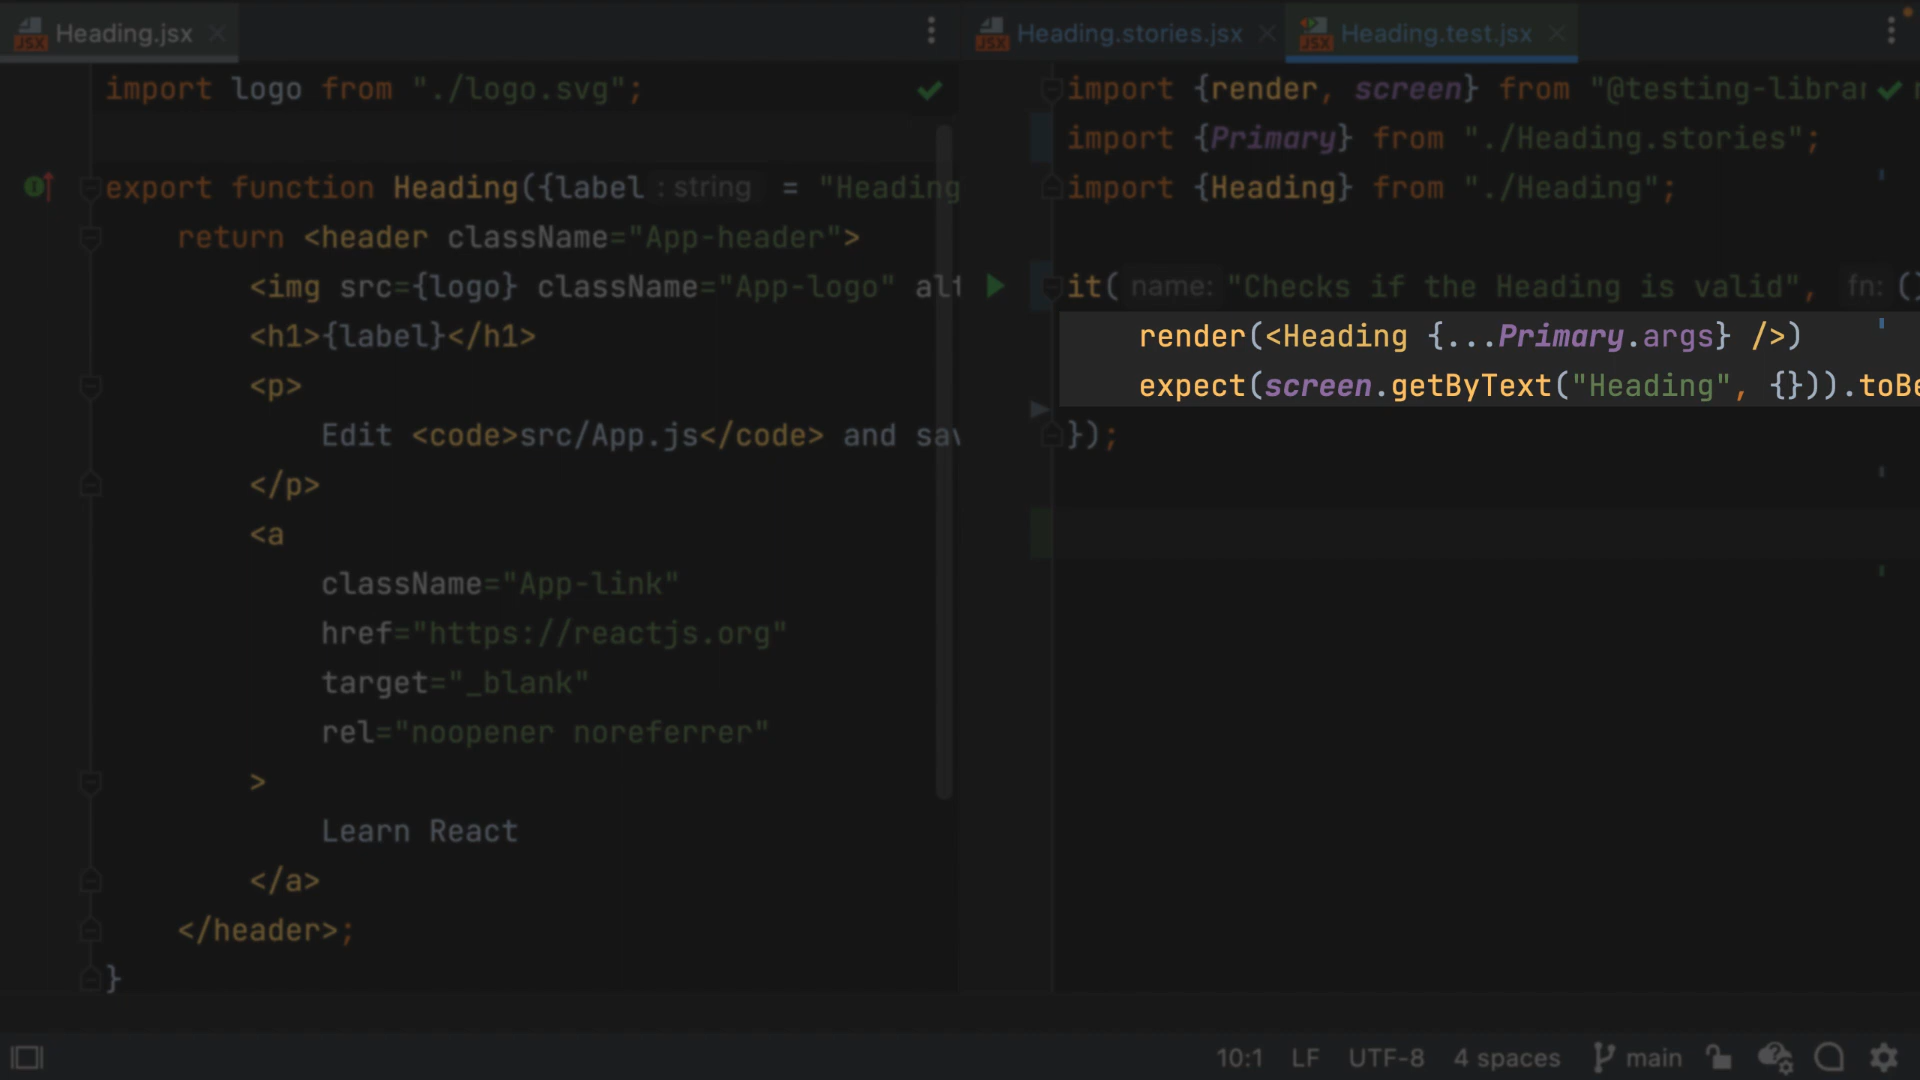 Heading.jsx
import logo from "./logo.svg";
export function Heading({label : string = "Heading
return <header className="App-header">
<img src={logo} className="App-logo" alt
<h1>{label}</h1>
<p>
Edit <code>src/App.js</code> and sav
</p>
<a
className="App-link"
href="https://reactjs.org"
target="_blank"
rel="noopener noreferrer"
>
Learn React
</a>
</header>;
}
Heading.stories.jsx
Heading.test.jsx
import {render, screen} from "@testing-librar
import {Primary} from "./Heading.stories";
import {Heading} from "./Heading";
it( name: "Checks if the Heading is valid", fn: ()
render(<Heading {...Primary.args} />)
expect(screen.getByText("Heading", {})).toBe
});
10:1 LF UTF-8 4 spaces main